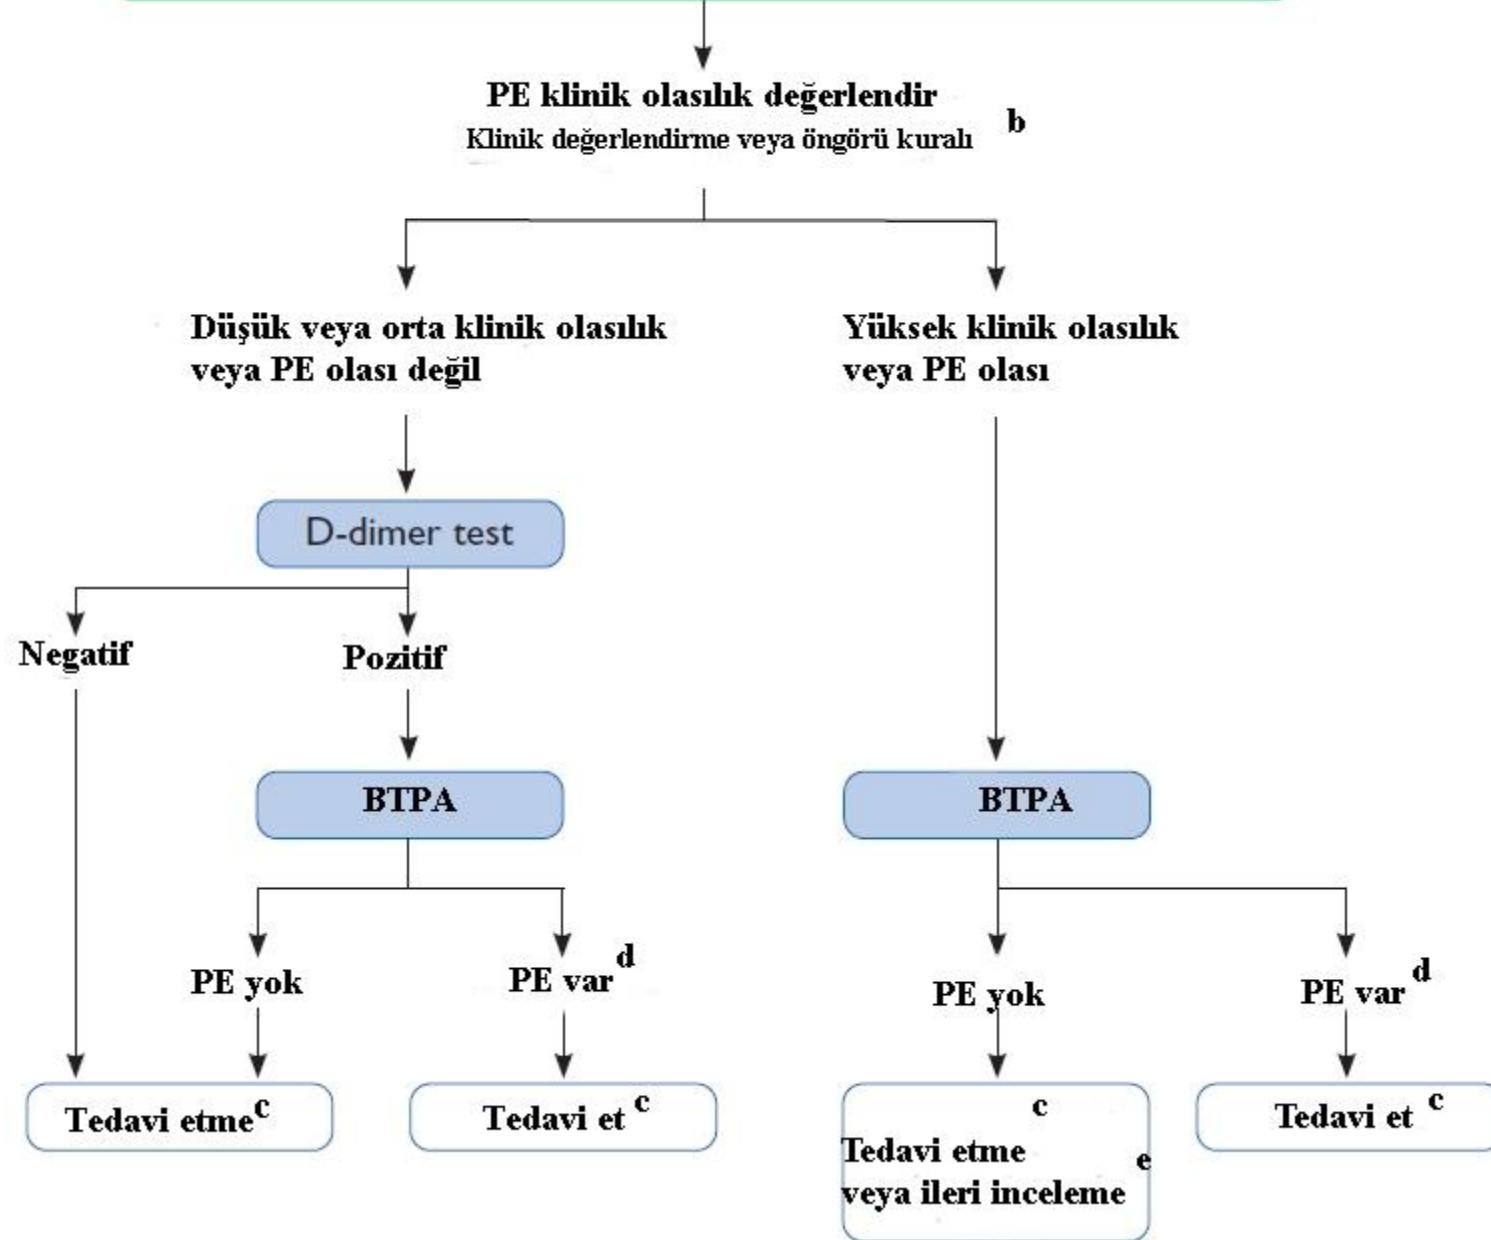 PE klinik olasılık değerlendir
Klinik değerlendirme veya öngörü kuralı b
Düşük veya orta klinik olasılık
veya PE olası değil
Yüksek klinik olasılık
veya PE olası
D-dimer test
Negatif
Pozitif
BTPA
BTPA
PE yok
PE var d
PE yok
PE var d
Tedavi etme c
Tedavi et c
c
Tedavi etme
veya ileri inceleme e
Tedavi et c